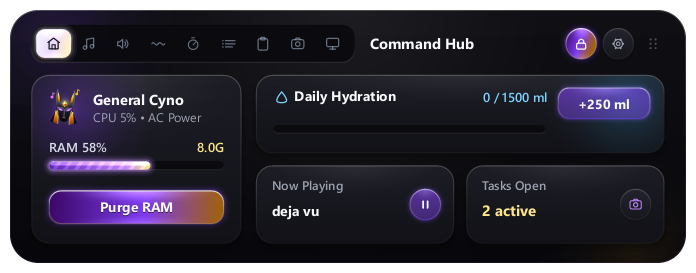 Command Hub
General Cyno
CPU 5% • AC Power
RAM 58% 8.0G
Purge RAM
Daily Hydration 0 / 1500 ml +250 ml
Now Playing
deja vu
Tasks Open
2 active